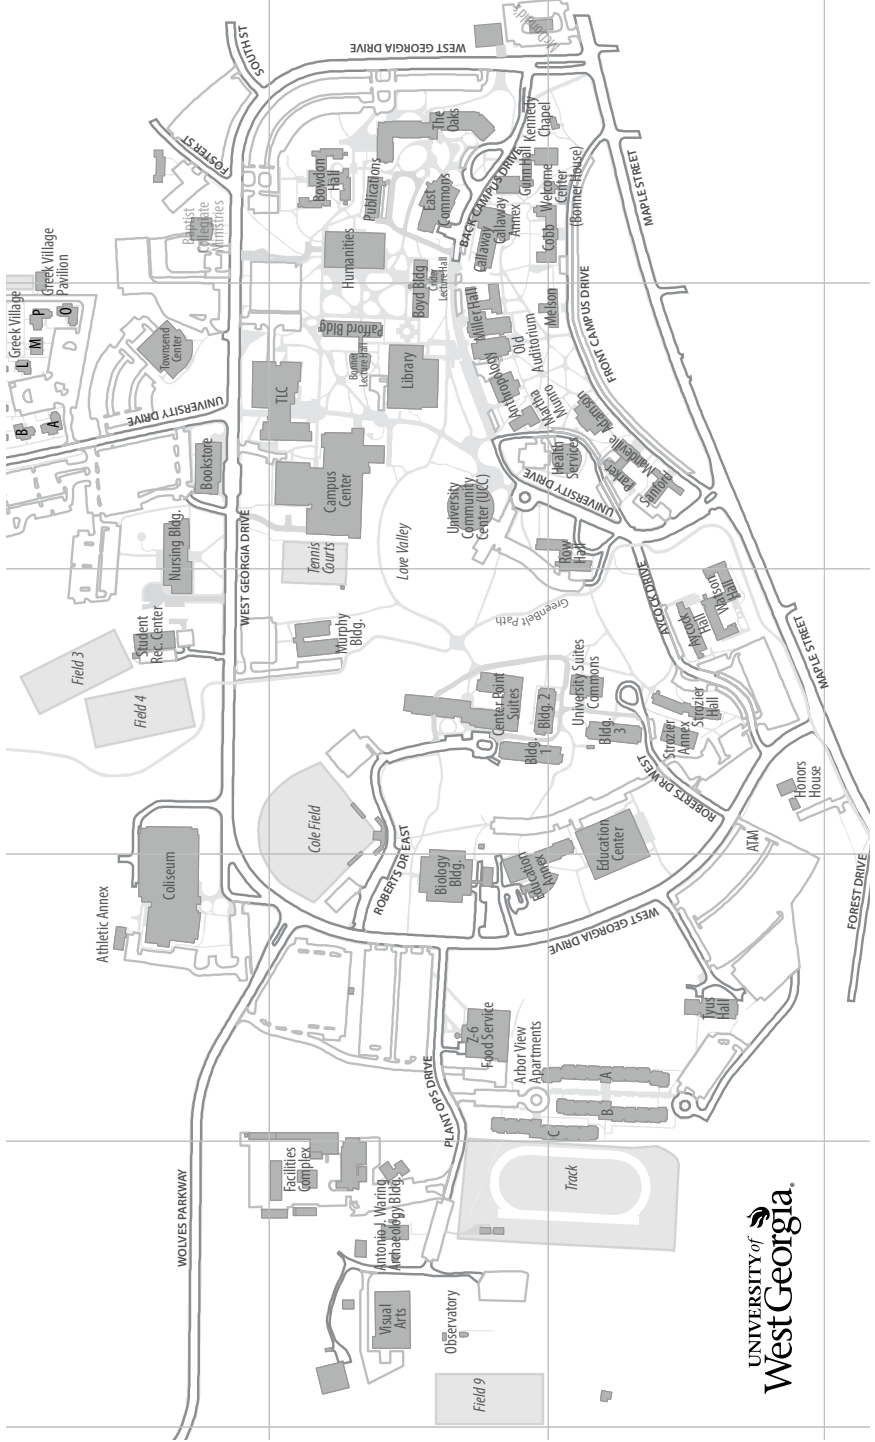 McDonald's
SOUTH ST
WEST GEORGIA DRIVE
FOSTER ST
The
Oaks
Kennedy
Chapel
Bowdon
Hall
Publications
BACK CAMPUS DRIVE
Gunn Hall
Welcome
Center
(Bonner House)
MAPLE STREET
East
Commons
Callaway
Annex
Callaway
Cobb
Baptist
Collegiate
Ministries
Humanities
Boyd Bldg
Crider
Lecture Hall
Greek Village
Pavilion
Greek Village
L
M
P
O
B
A
Townsend
Center
Pafford Bldg
Bonner
Lecture Hall
Library
Miller Hall
Melson
Old
Auditorium
FRONT CAMPUS DRIVE
Anthropology
Martha
Munro
TLC
UNIVERSITY DRIVE
Adamson
Mandeville
Parker
Sanford
Health
Services
UNIVERSITY DRIVE
Bookstore
Campus
Center
University
Community
Center (UCC)
Nursing Bldg.
WEST GEORGIA DRIVE
Tennis
Courts
Love Valley
Row
Hall
GreenBelt Path
AYCOCK DRIVE
Watson
Hall
Aycock
Hall
Student
Rec. Center
Murphy
Bldg.
MAPLE STREET
Field 3
Field 4
Center Point
Suites
Bldg. 2
University Suites
Commons
Bldg.
1
Bldg.
3
Strozier
Hall
Strozier
Annex
ROBERTS DR WEST
Honors
House
Cole Field
ROBERTS DR EAST
Coliseum
Athletic Annex
Biology
Bldg.
Education
Annex
Education
Center
ATM
FOREST DRIVE
WEST GEORGIA DRIVE
Tyus
Hall
Z-6
Food Service
Arbor View
Apartments
A
B
C
PLANT OPS DRIVE
WOLVES PARKWAY
Facilities
Complex
Antonio J. Waring
Archaeology Bldg.
Track
Visual
Arts
Observatory
Field 9
UNIVERSITY of
West Georgia®